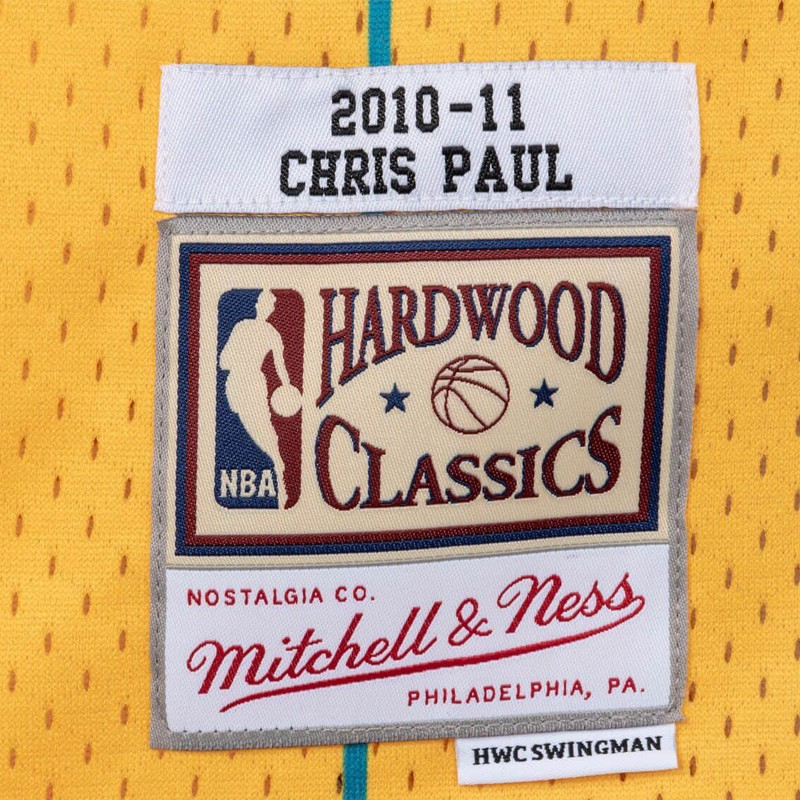 2010-11
CHRIS PAUL
HARDWOOD
NBA
CLASSICS
NOSTALGIA CO.
Mitchell & Ness
PHILADELPHIA, PA.
HWC SWINGMAN